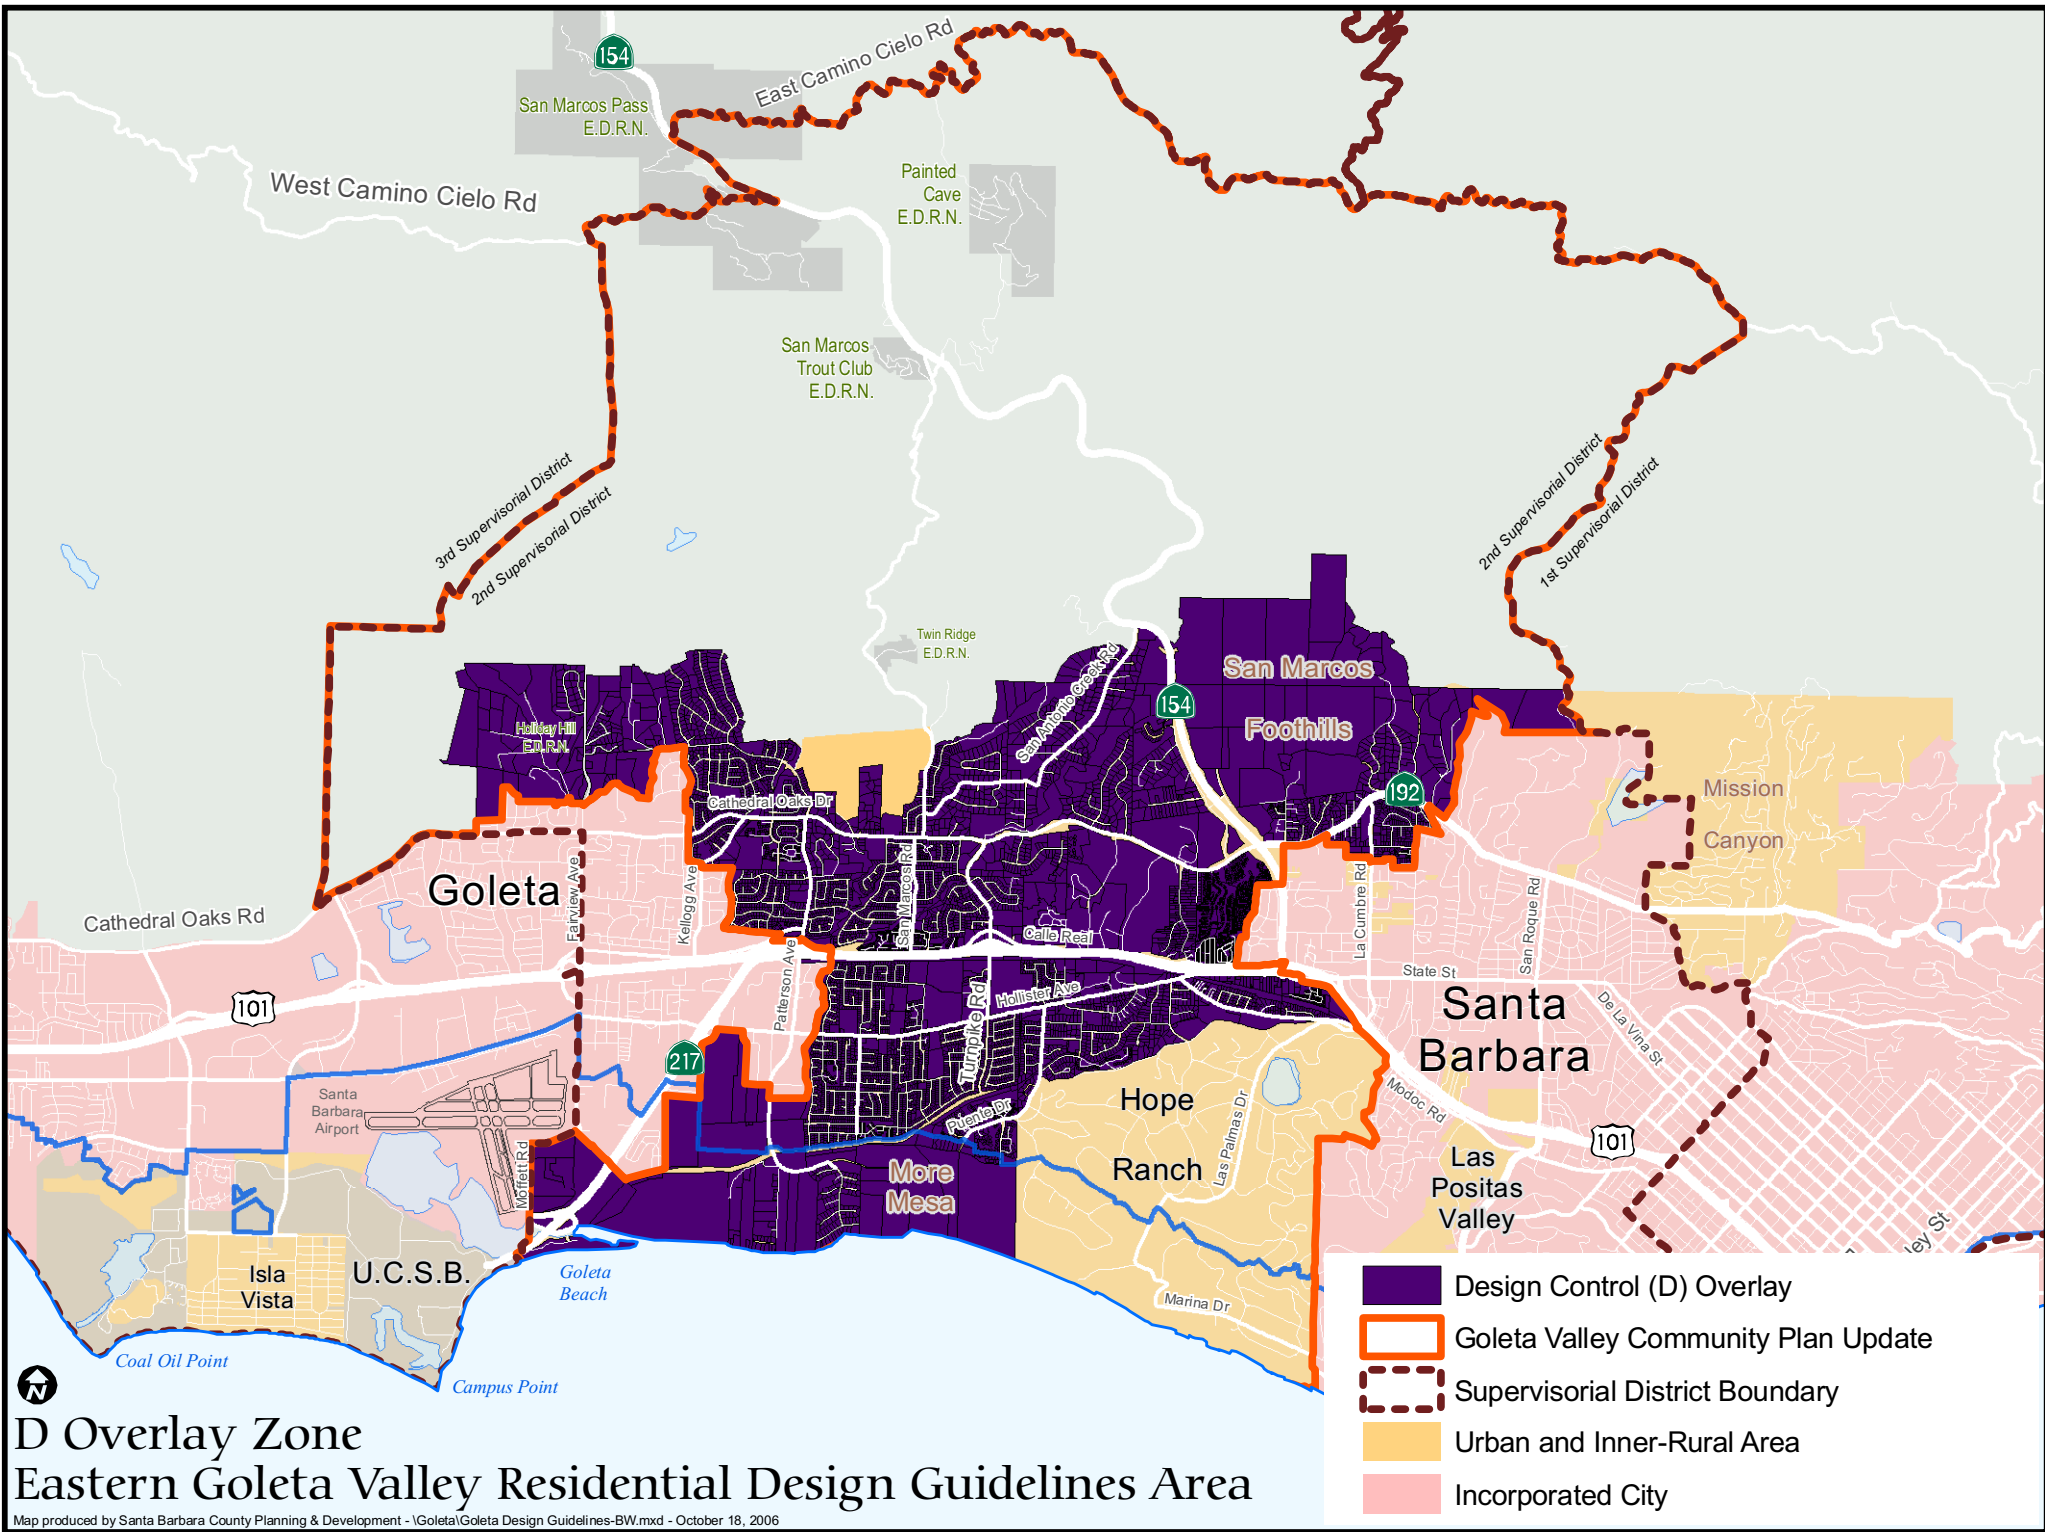 154
East Camino Cielo Rd
San Marcos Pass
E.D.R.N.
West Camino Cielo Rd
Painted
Cave
E.D.R.N.
San Marcos
Trout Club
E.D.R.N.
3rd Supervisorial District
2nd Supervisorial District
2nd Supervisorial District
1st Supervisorial District
Twin Ridge
E.D.R.N.
San Antonio Creek Rd
San Marcos
Foothills
154
Holiday Hill
E.D.R.N.
192
Mission
Canyon
Cathedral Oaks Dr
Goleta
Fairview Ave
Kellogg Ave
San Marcos Rd
La Cumbre Rd
San Roque Rd
Cathedral Oaks Rd
Calle Real
Patterson Ave
State St
101
Hollister Ave
Turnpike Rd
Santa
Barbara
De La Vina St
217
Santa
Barbara
Airport
Hope
Ranch
Las Palmas Dr
Modoc Rd
Puente Dr
101
Moffett Rd
More
Mesa
Las
Positas
Valley
ley St
Isla
Vista
U.C.S.B.
Goleta
Beach
Marina Dr
Coal Oil Point
Campus Point
N
Design Control (D) Overlay
Goleta Valley Community Plan Update
Supervisorial District Boundary
Urban and Inner-Rural Area
Incorporated City
D Overlay Zone
Eastern Goleta Valley Residential Design Guidelines Area
Map produced by Santa Barbara County Planning & Development - \Goleta\Goleta Design Guidelines-BW.mxd - October 18, 2006